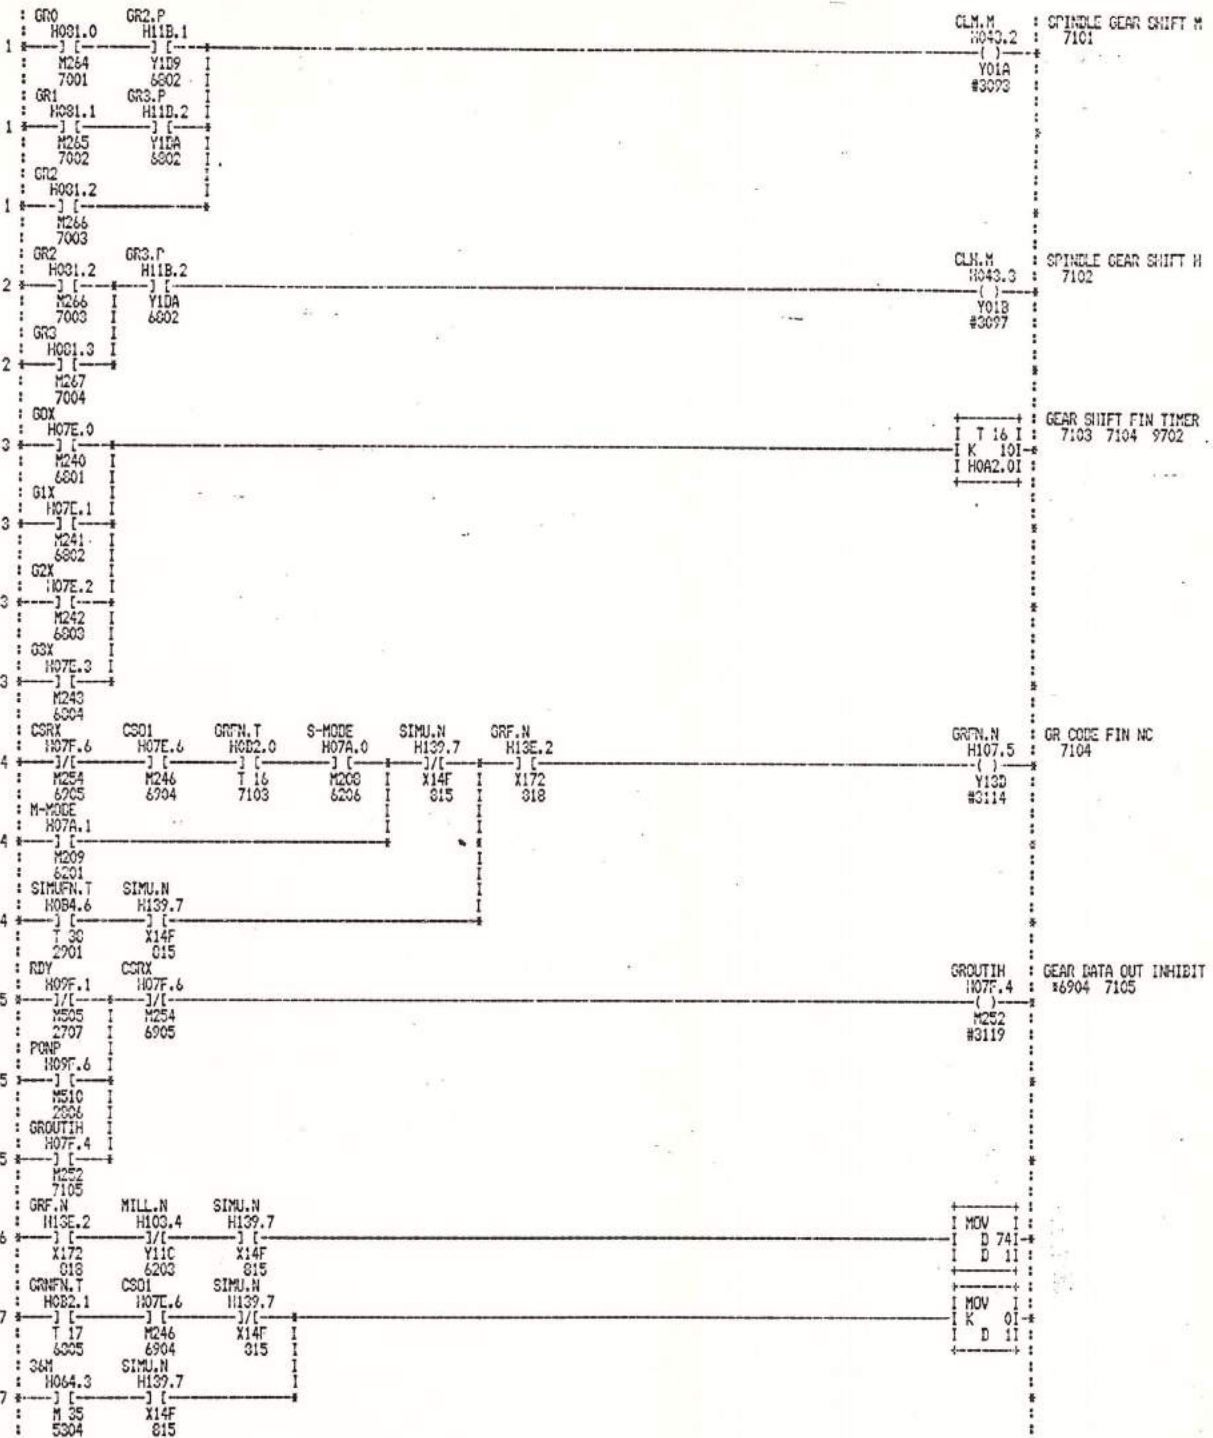 GR0 GR2.P CLM.M SPINDLE GEAR SHIFT M
H081.0 H11B.1 H043.2 7101
1
M264 Y1D9 Y01A
7001 6802 #3093
GR1 GR3.P
H081.1 H11B.2
1
M265 Y1DA
7002 6802
GR2
H081.2
1
M266
7003
GR2 GR3.P CLH.M SPINDLE GEAR SHIFT H
H081.2 H11B.2 H043.3 7102
2
M266 Y1DA Y01B
7003 6802 #3097
GR3
H081.3
2
M267
7004
G0X GEAR SHIFT FIN TIMER
H07E.0 T 16 7103 7104 9702
3 K 10
M240 H0A2.0
6801
G1X
H07E.1
3
M241
6802
G2X
H07E.2
3
M242
6803
G3X
H07E.3
3
M243
6804
CSRX CS01 GRFN.T S-MODE SIMU.N GRF.N GRFN.N GR CODE FIN NC
H07F.6 H07E.6 H0B2.0 H07A.0 H139.7 H13E.2 H107.5 7104
4
M254 M246 T 16 M208 X14F X172 Y13D
6905 6904 7103 6206 815 818 #3114
M-MODE
H07A.1
4
M209
6201
SIMUFN.T SIMU.N
H0B4.6 H139.7
4
T 38 X14F
2901 815
RDY CSRX GROUTIH GEAR DATA OUT INHIBIT
H09F.1 H07F.6 H07F.4 *6904 7105
5
M505 M254 M252
2707 6905 #3119
PONP
H09F.6
5
M510
2806
GROUTIH
H07F.4
5
M252
7105
GRF.N MILL.N SIMU.N
H13E.2 H103.4 H139.7 MOV
6 D 74
X172 Y11C X14F D 1
818 6203 815
GRNFN.T CS01 SIMU.N
H0B2.1 H07E.6 H139.7 MOV
7 K 0
T 17 M246 X14F D 1
6805 6904 815
36M SIMU.N
H064.3 H139.7
7
M 35 X14F
5304 815